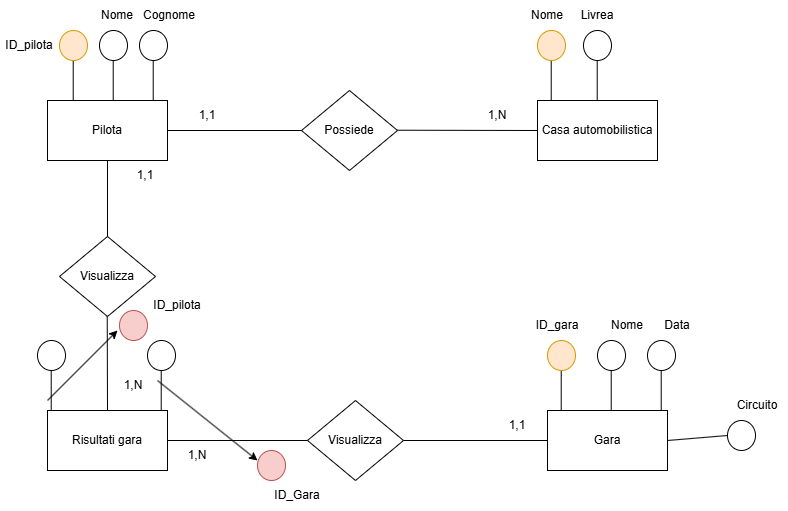 Nome
Cognome
Nome
Livrea
ID_pilota
1,1
1,N
Pilota
Possiede
Casa automobilistica
1,1
Visualizza
ID_pilota
ID_gara
Nome
Data
1,N
Circuito
1,1
Risultati gara
Visualizza
Gara
1,N
ID_Gara